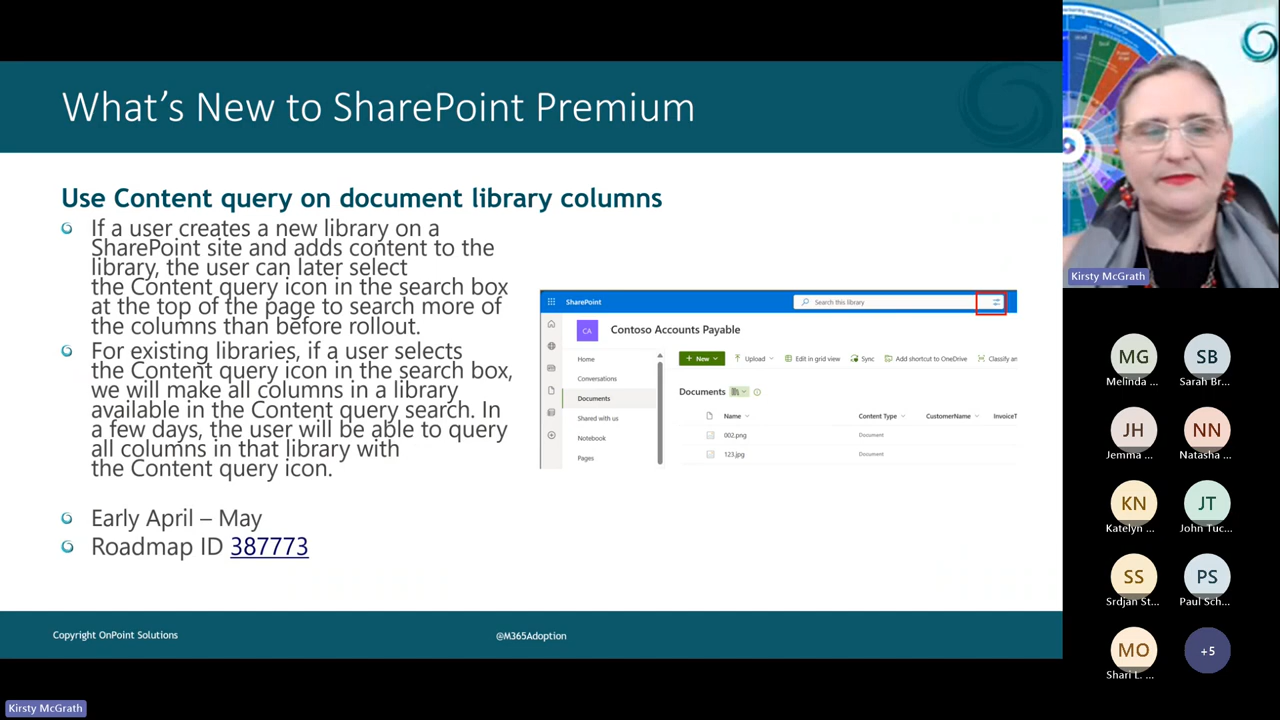 What's New to SharePoint Premium
Use Content query on document library columns
If a user creates a new library on a
SharePoint site and adds content to the
library, the user can later select
the Content query icon in the search box
at the top of the page to search more of
the columns than before rollout.
For existing libraries, if a user selects
the Content query icon in the search box,
we will make all columns in a library
available in the Content query search. In
a few days, the user will be able to query
all columns in that library with
the Content query icon.
Early April – May
Roadmap ID 387773
SharePoint
Search this library
CA
Contoso Accounts Payable
Home
Conversations
Documents
Shared with us
Notebook
Pages
+ New
Upload
Edit in grid view
Sync
Add shortcut to OneDrive
Classify an
Documents
Name
Content Type
CustomerName
InvoiceT
002.png
Document
123.jpg
Document
Copyright OnPoint Solutions
@M365Adoption
Kirsty McGrath
MG
Melinda ...
SB
Sarah Br...
JH
Jemma ...
NN
Natasha ...
KN
Katelyn ...
JT
John Tuc...
SS
Srdjan St...
PS
Paul Sch...
MO
Shari L. ...
+5
Kirsty McGrath